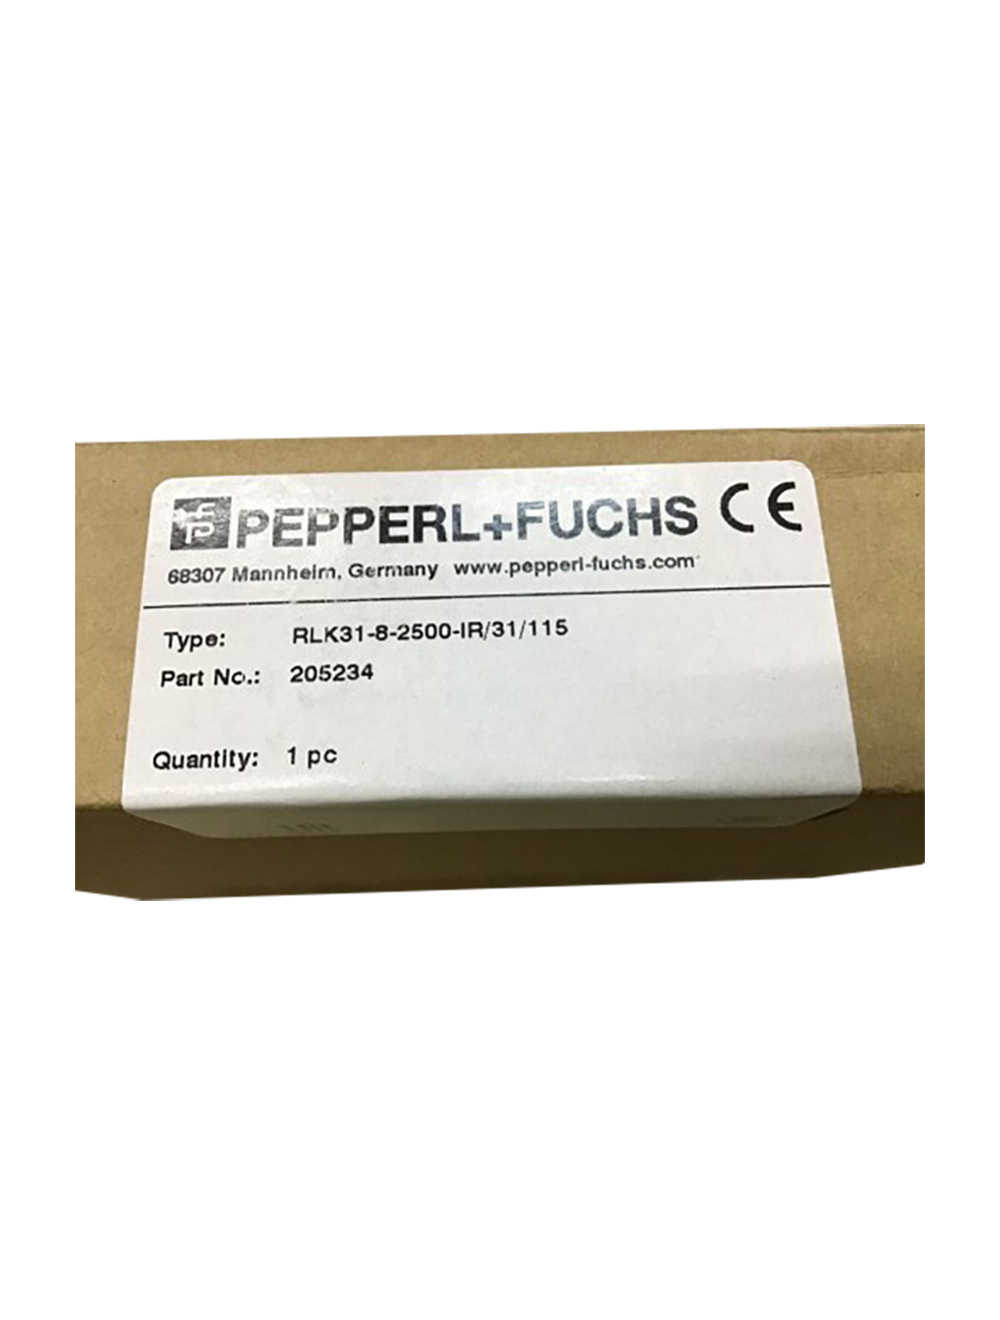 PEPPERL+FUCHS CE
68307 Mannheim, Germany www.pepperl-fuchs.com
Type: RLK31-8-2500-IR/31/115
Part No.: 205234
Quantity: 1 pc